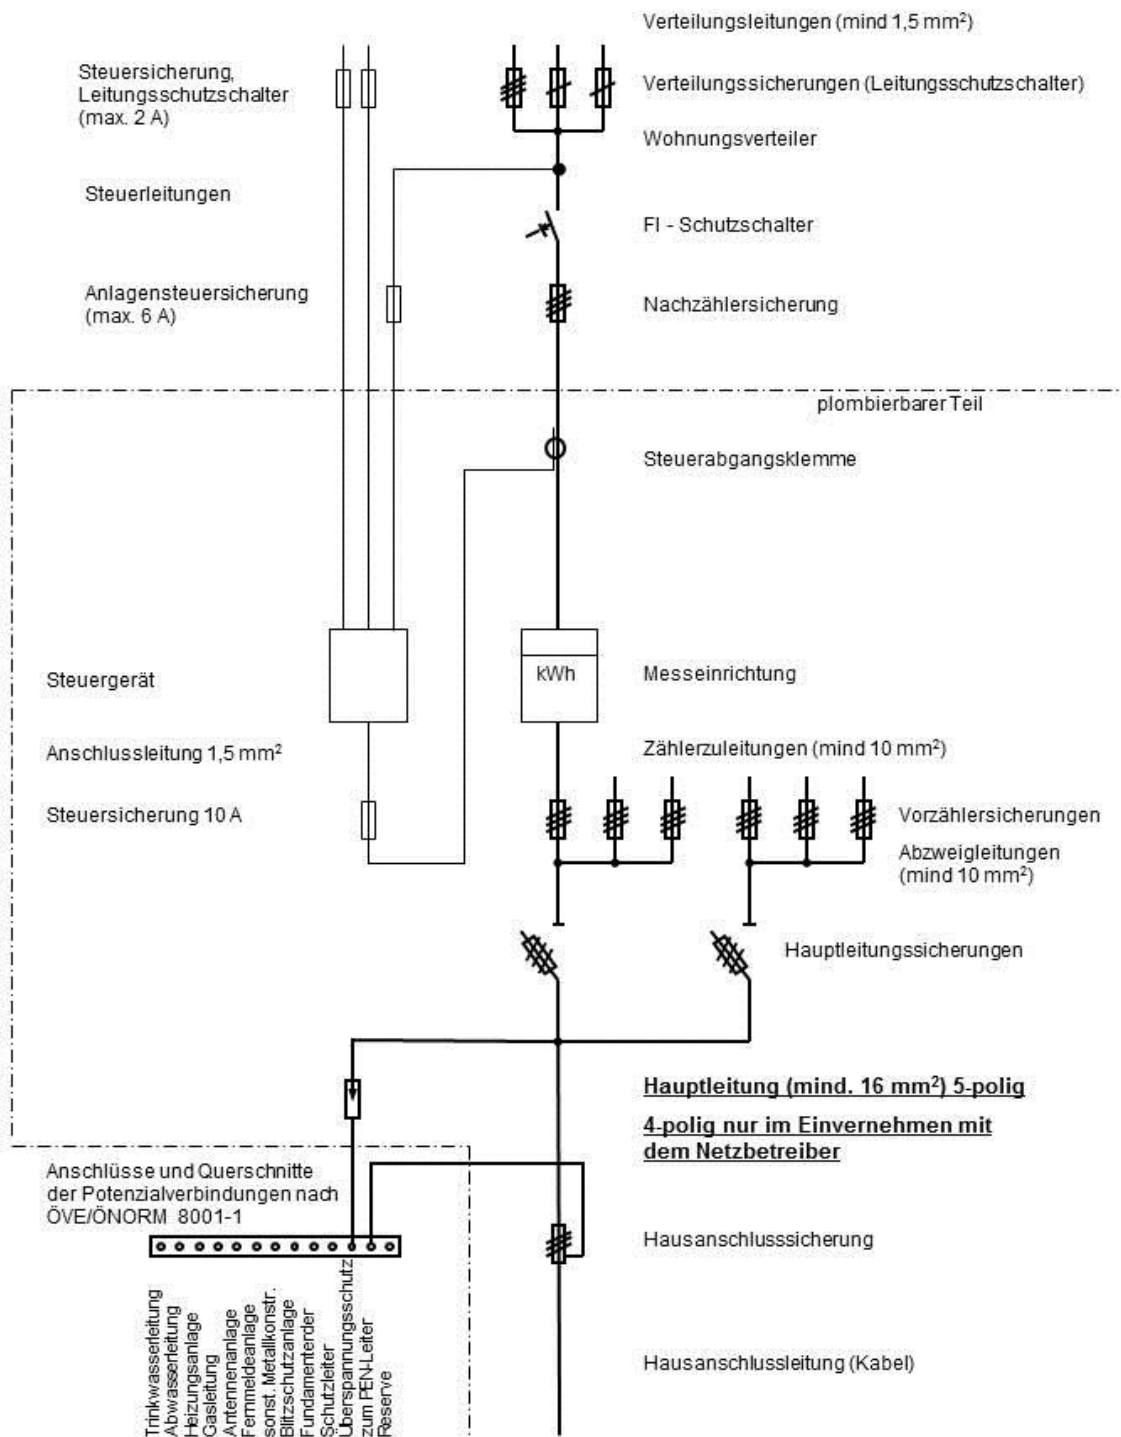 Verteilungsleitungen (mind 1,5 mm²)
Steuersicherung,
Leitungsschutzschalter
(max. 2 A)
Verteilungssicherungen (Leitungsschutzschalter)
Wohnungsverteiler
Steuerleitungen
FI - Schutzschalter
Anlagensteuersicherung
(max. 6 A)
Nachzählersicherung
plombierbarer Teil
Steuerabgangsklemme
Steuergerät
kWh
Messeinrichtung
Anschlussleitung 1,5 mm²
Zählerzuleitungen (mind 10 mm²)
Steuersicherung 10 A
Vorzählersicherungen
Abzweigleitungen
(mind 10 mm²)
Hauptleitungssicherungen
Hauptleitung (mind. 16 mm²) 5-polig
4-polig nur im Einvernehmen mit
dem Netzbetreiber
Anschlüsse und Querschnitte
der Potenzialverbindungen nach
ÖVE/ÖNORM 8001-1
Hausanschlusssicherung
Trinkwasserleitung
Abwasserleitung
Heizungsanlage
Gasleitung
Antennenanlage
Fernmeldeanlage
sonst. Metallkonstr.
Blitzschutzanlage
Fundamenterder
Schutzleiter
Überspannungsschutz
zum PEN-Leiter
Reserve
Hausanschlussleitung (Kabel)